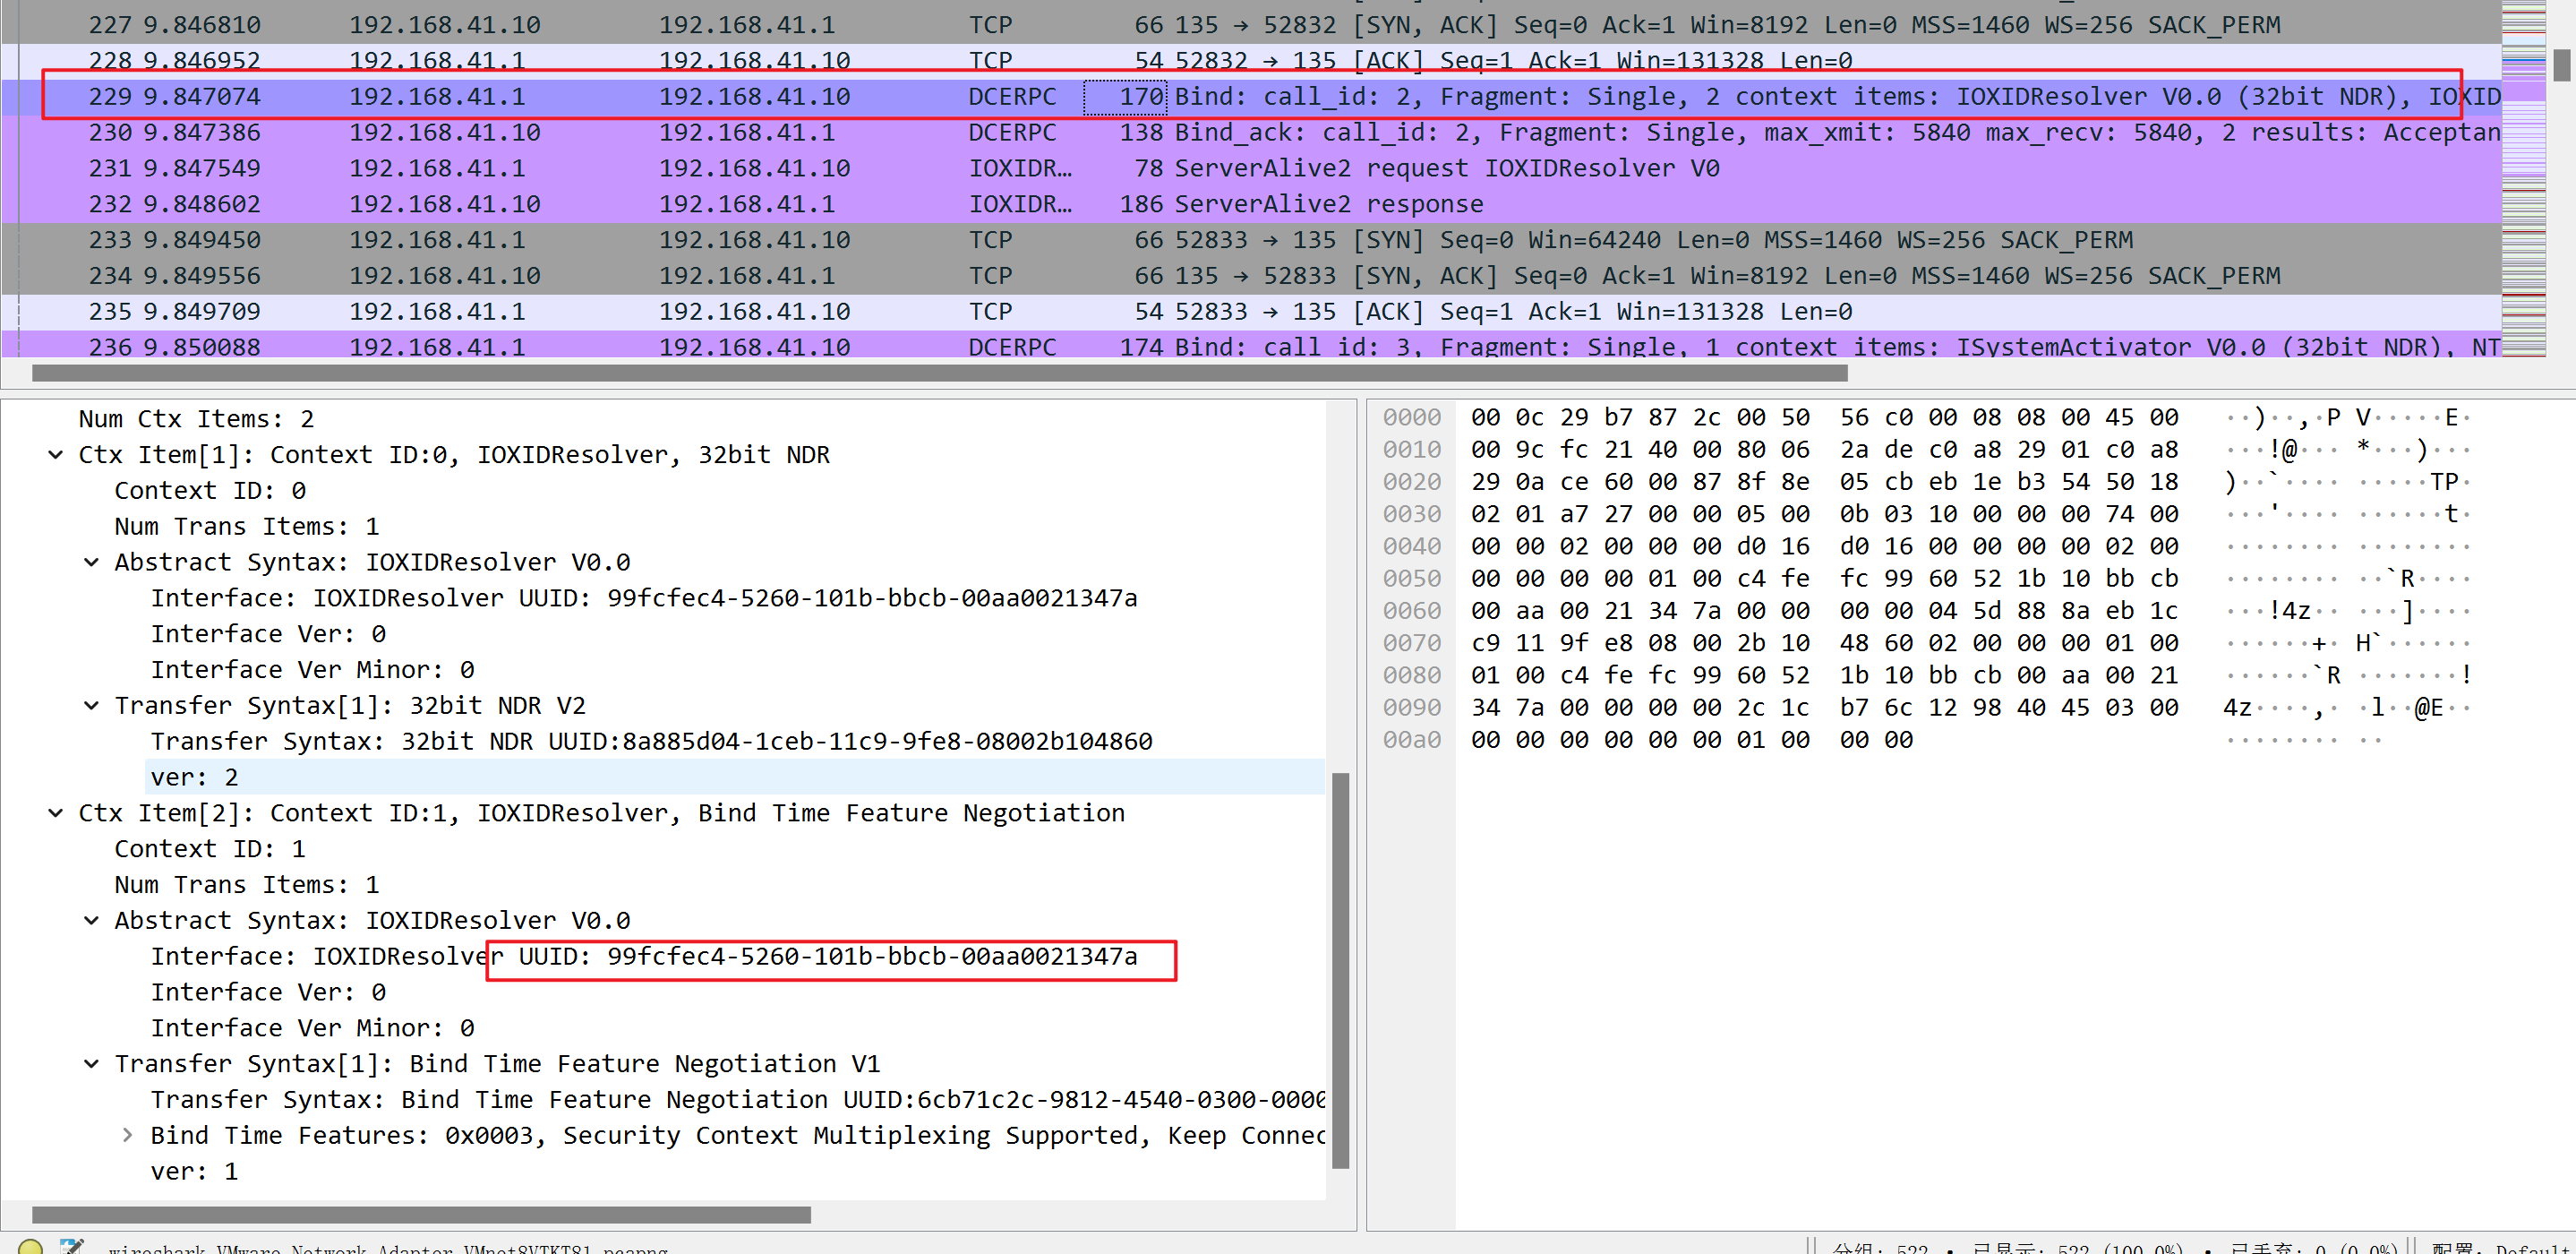 227 9.846810 192.168.41.10 192.168.41.1 TCP 66 135 → 52832 [SYN, ACK] Seq=0 Ack=1 Win=8192 Len=0 MSS=1460 WS=256 SACK_PERM
228 9.846952 192.168.41.1 192.168.41.10 TCP 54 52832 → 135 [ACK] Seq=1 Ack=1 Win=131328 Len=0
229 9.847074 192.168.41.1 192.168.41.10 DCERPC 170 Bind: call_id: 2, Fragment: Single, 2 context items: IOXIDResolver V0.0 (32bit NDR), IOXID
230 9.847386 192.168.41.10 192.168.41.1 DCERPC 138 Bind_ack: call_id: 2, Fragment: Single, max_xmit: 5840 max_recv: 5840, 2 results: Acceptan
231 9.847549 192.168.41.1 192.168.41.10 IOXIDR… 78 ServerAlive2 request IOXIDResolver V0
232 9.848602 192.168.41.10 192.168.41.1 IOXIDR… 186 ServerAlive2 response
233 9.849450 192.168.41.1 192.168.41.10 TCP 66 52833 → 135 [SYN] Seq=0 Win=64240 Len=0 MSS=1460 WS=256 SACK_PERM
234 9.849556 192.168.41.10 192.168.41.1 TCP 66 135 → 52833 [SYN, ACK] Seq=0 Ack=1 Win=8192 Len=0 MSS=1460 WS=256 SACK_PERM
235 9.849709 192.168.41.1 192.168.41.10 TCP 54 52833 → 135 [ACK] Seq=1 Ack=1 Win=131328 Len=0
236 9.850088 192.168.41.1 192.168.41.10 DCERPC 174 Bind: call_id: 3, Fragment: Single, 1 context items: ISystemActivator V0.0 (32bit NDR), NT
Num Ctx Items: 2
Ctx Item[1]: Context ID:0, IOXIDResolver, 32bit NDR
Context ID: 0
Num Trans Items: 1
Abstract Syntax: IOXIDResolver V0.0
Interface: IOXIDResolver UUID: 99fcfec4-5260-101b-bbcb-00aa0021347a
Interface Ver: 0
Interface Ver Minor: 0
Transfer Syntax[1]: 32bit NDR V2
Transfer Syntax: 32bit NDR UUID:8a885d04-1ceb-11c9-9fe8-08002b104860
ver: 2
Ctx Item[2]: Context ID:1, IOXIDResolver, Bind Time Feature Negotiation
Context ID: 1
Num Trans Items: 1
Abstract Syntax: IOXIDResolver V0.0
Interface: IOXIDResolver UUID: 99fcfec4-5260-101b-bbcb-00aa0021347a
Interface Ver: 0
Interface Ver Minor: 0
Transfer Syntax[1]: Bind Time Feature Negotiation V1
Transfer Syntax: Bind Time Feature Negotiation UUID:6cb71c2c-9812-4540-0300-0000
Bind Time Features: 0x0003, Security Context Multiplexing Supported, Keep Connec
ver: 1
0000 00 0c 29 b7 87 2c 00 50 56 c0 00 08 08 00 45 00 ··)··,·P V·····E·
0010 00 9c fc 21 40 00 80 06 2a de c0 a8 29 01 c0 a8 ···!@··· *···)···
0020 29 0a ce 60 00 87 8f 8e 05 cb eb 1e b3 54 50 18 )··`···· ·····TP·
0030 02 01 a7 27 00 00 05 00 0b 03 10 00 00 00 74 00 ···'···· ······t·
0040 00 00 02 00 00 00 d0 16 d0 16 00 00 00 00 02 00 ········ ········
0050 00 00 00 00 01 00 c4 fe fc 99 60 52 1b 10 bb cb ········ ··`R····
0060 00 aa 00 21 34 7a 00 00 00 00 04 5d 88 8a eb 1c ···!4z·· ···]····
0070 c9 11 9f e8 08 00 2b 10 48 60 02 00 00 00 01 00 ······+· H`······
0080 01 00 c4 fe fc 99 60 52 1b 10 bb cb 00 aa 00 21 ······`R ·······!
0090 34 7a 00 00 00 00 2c 1c b7 6c 12 98 40 45 03 00 4z····,· ·l··@E··
00a0 00 00 00 00 00 00 01 00 00 00 ········ ··
wireshark_VMware Network Adapter VMnet8VTKT81.pcapng
分组: 522 · 已显示: 522 (100.0%) · 已丢弃: 0 (0.0%) 配置: Default